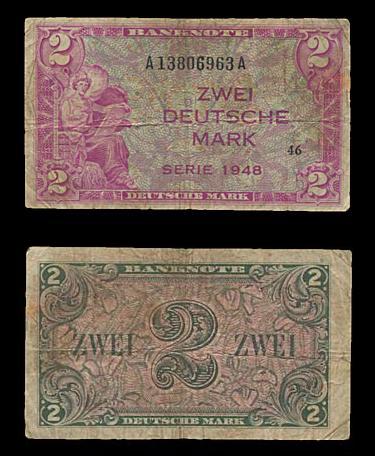 2 BANKNOTE 2
A13806963A
ZWEI
DEUTSCHE
MARK
46
SERIE 1948
2 DEUTSCHE MARK 2
2 BANKNOTE 2
ZWEI 2 ZWEI
2 DEUTSCHE MARK 2